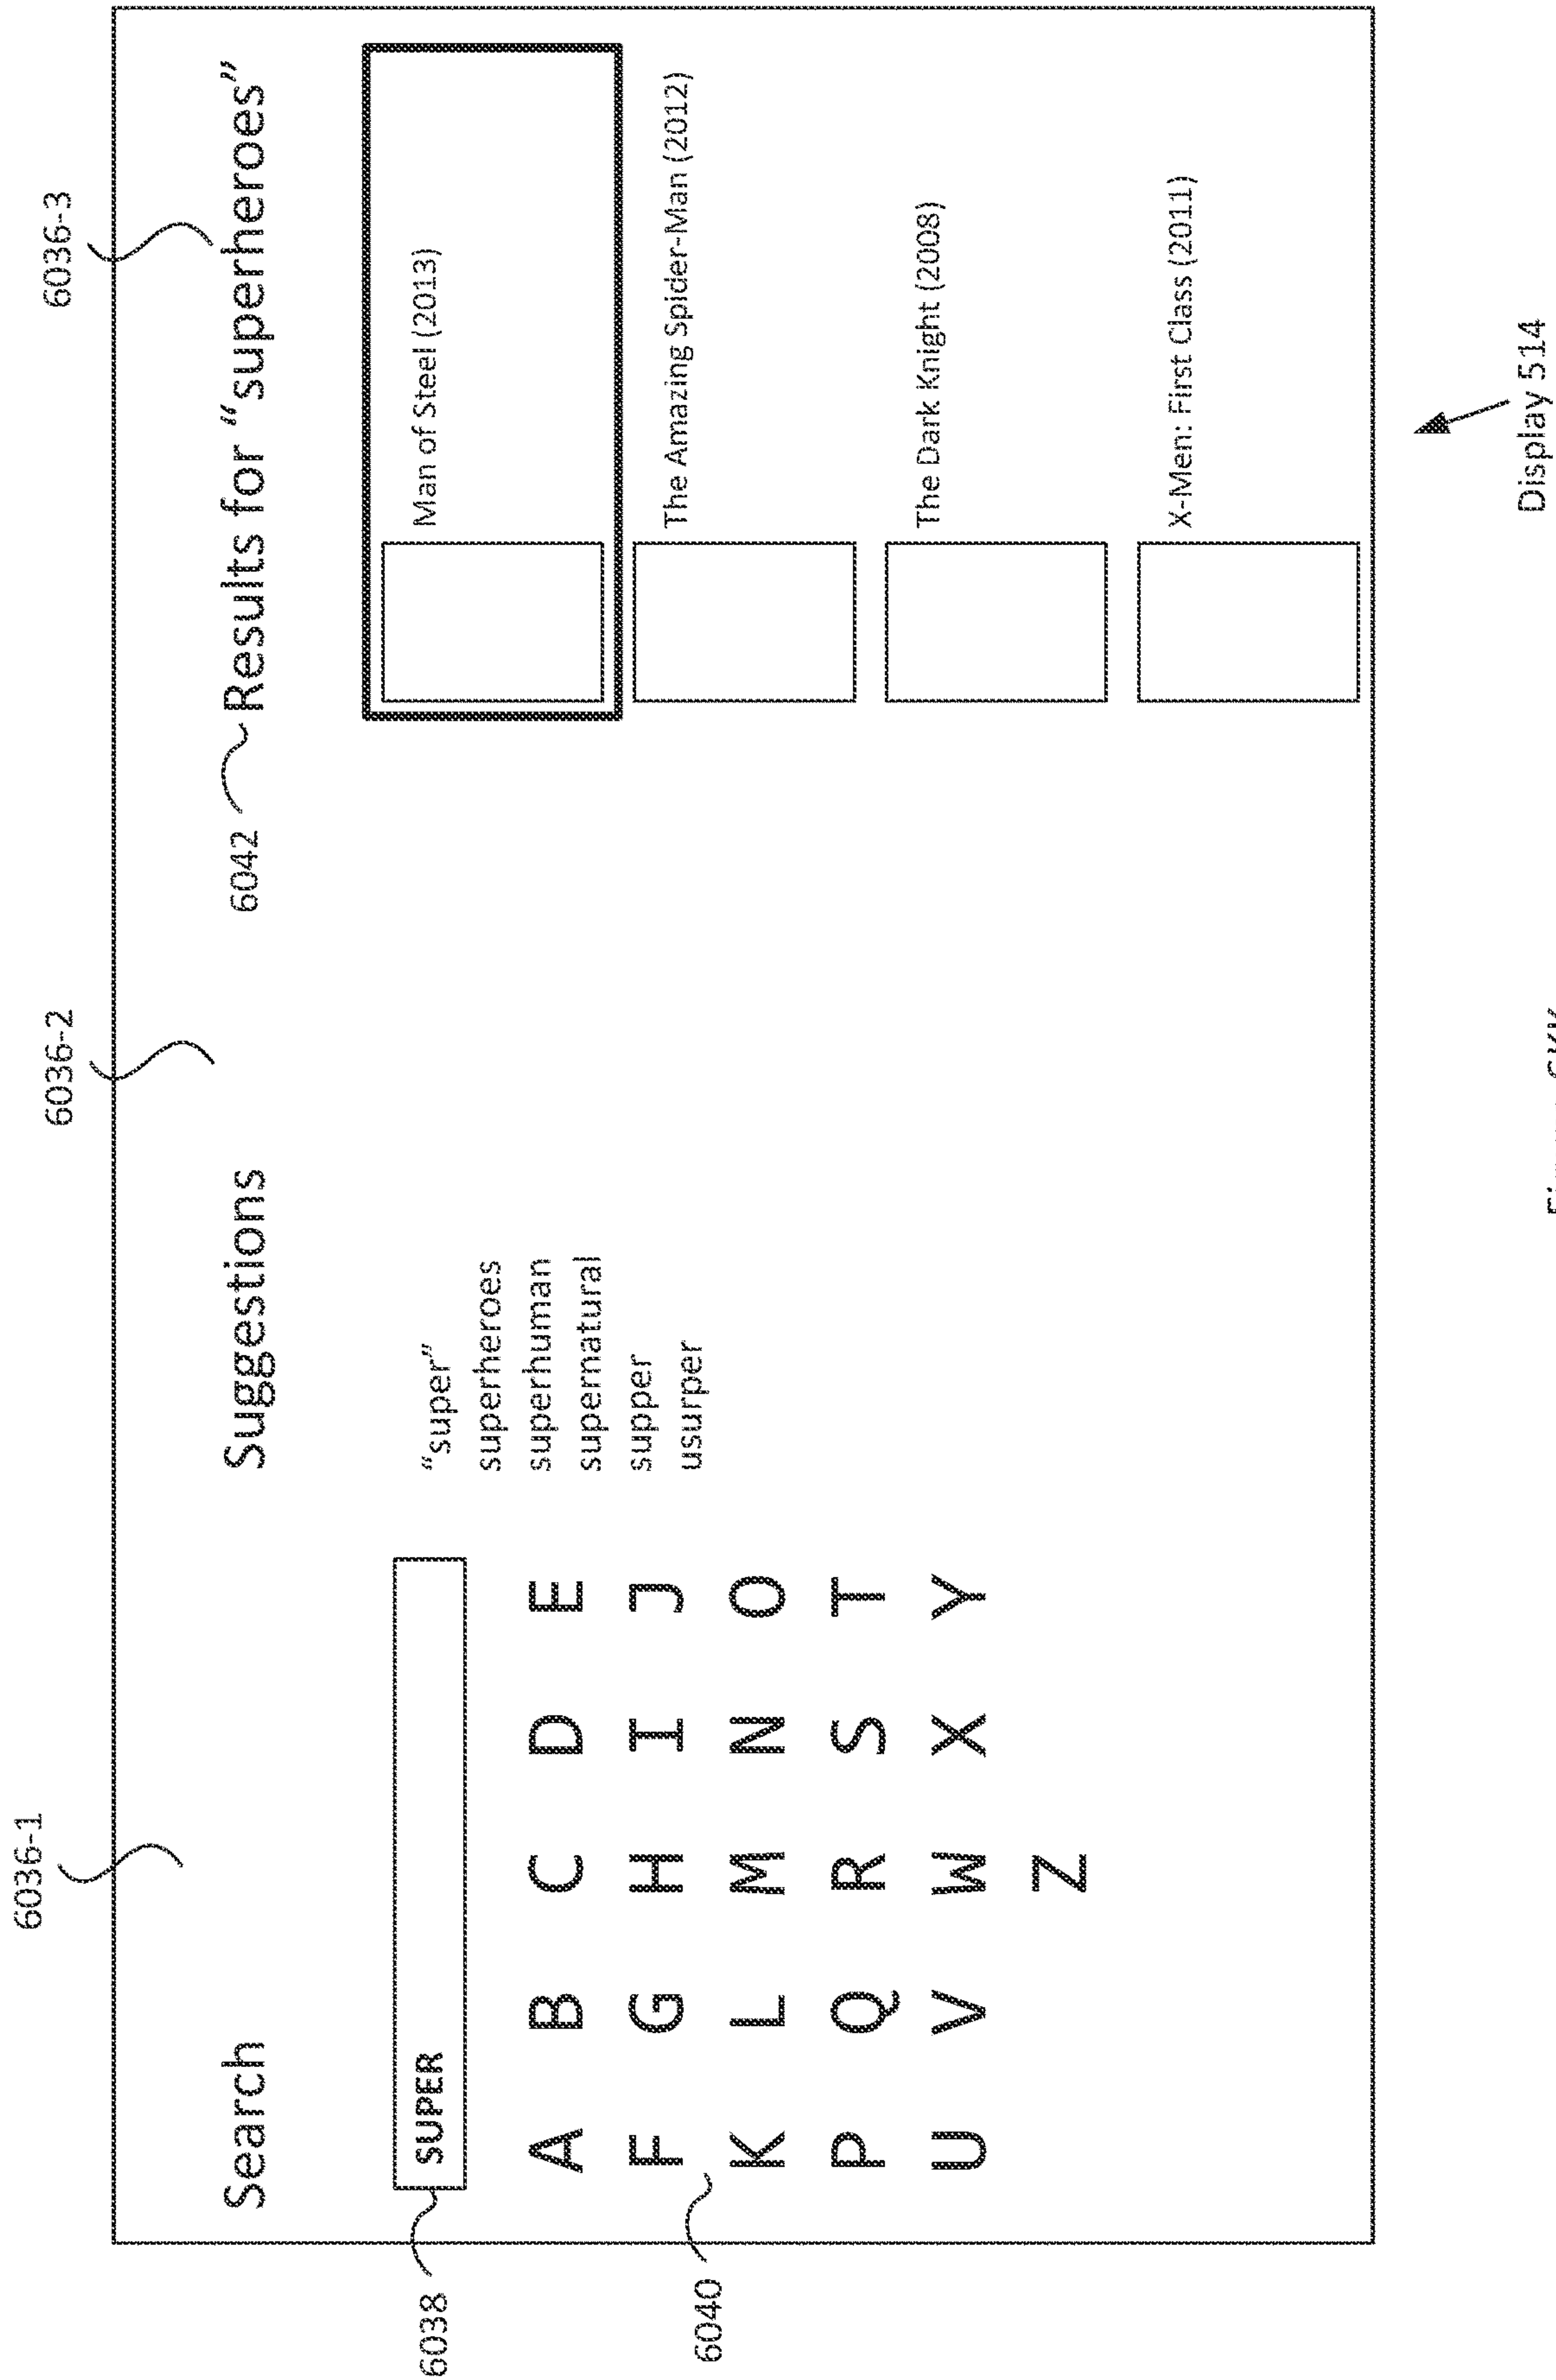 6036-1
6036-2
6036-3
Search
Suggestions
6042
Results for “superheroes”
6038
SUPER
A B C D E
F G H I J
K L M N O
P Q R S T
U V W X Y
Z
6040
“super”
superheroes
superhuman
supernatural
supper
usurper
Man of Steel (2013)
The Amazing Spider-Man (2012)
The Dark Knight (2008)
X-Men: First Class (2011)
Display 514